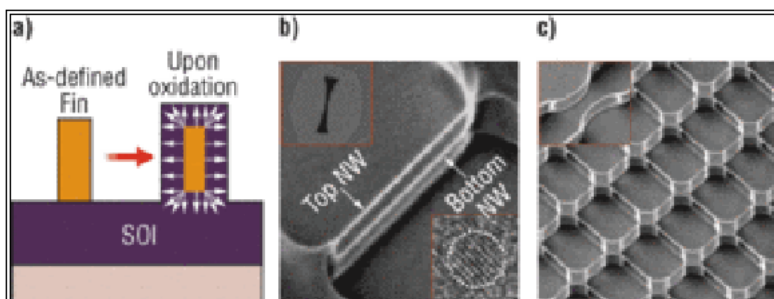 a)
As-defined
Fin
Upon
oxidation
SOI
b)
Top NW
Bottom
NW
c)